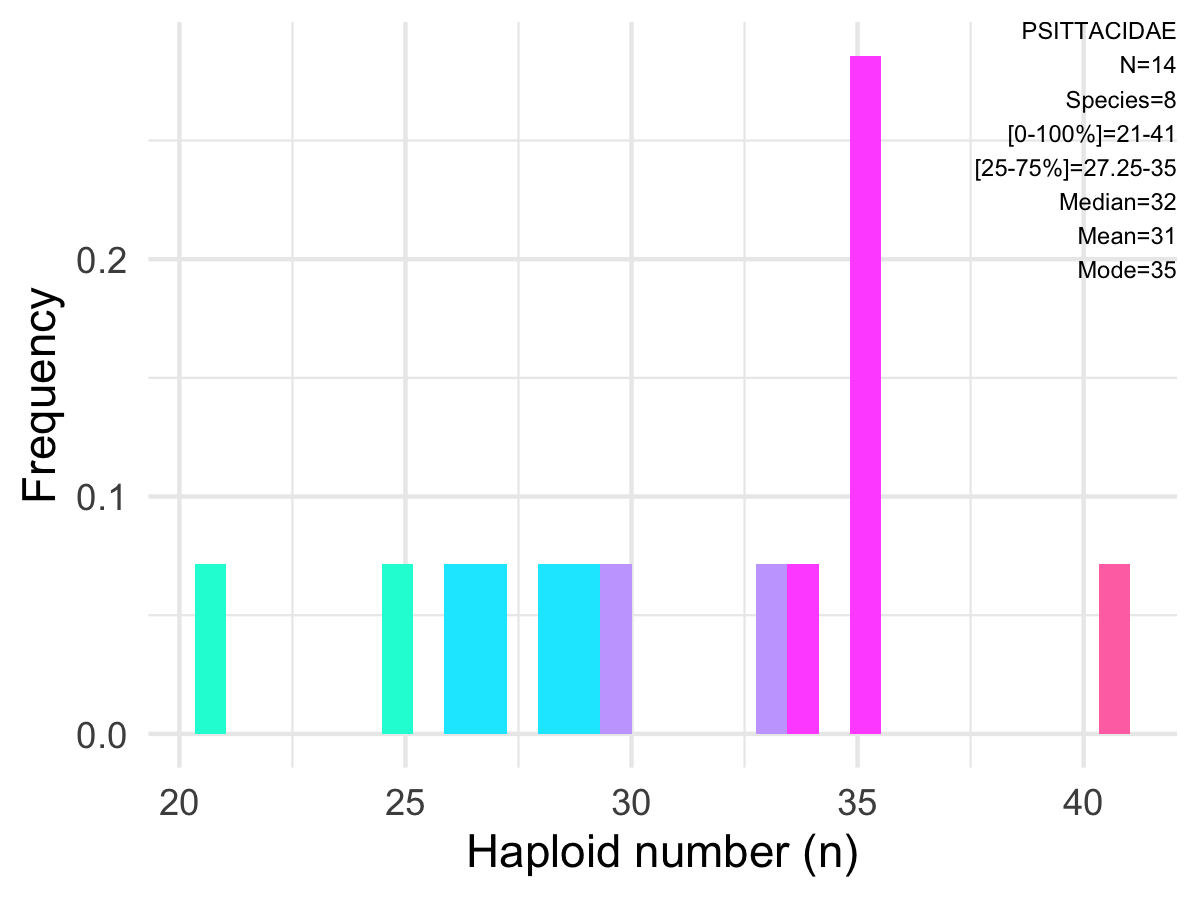 PSITTACIDAE
N=14
Species=8
[0-100%]=21-41
[25-75%]=27.25-35
Median=32
Mean=31
Mode=35
Frequency
0.2
0.1
0.0
20 25 30 35 40
Haploid number (n)